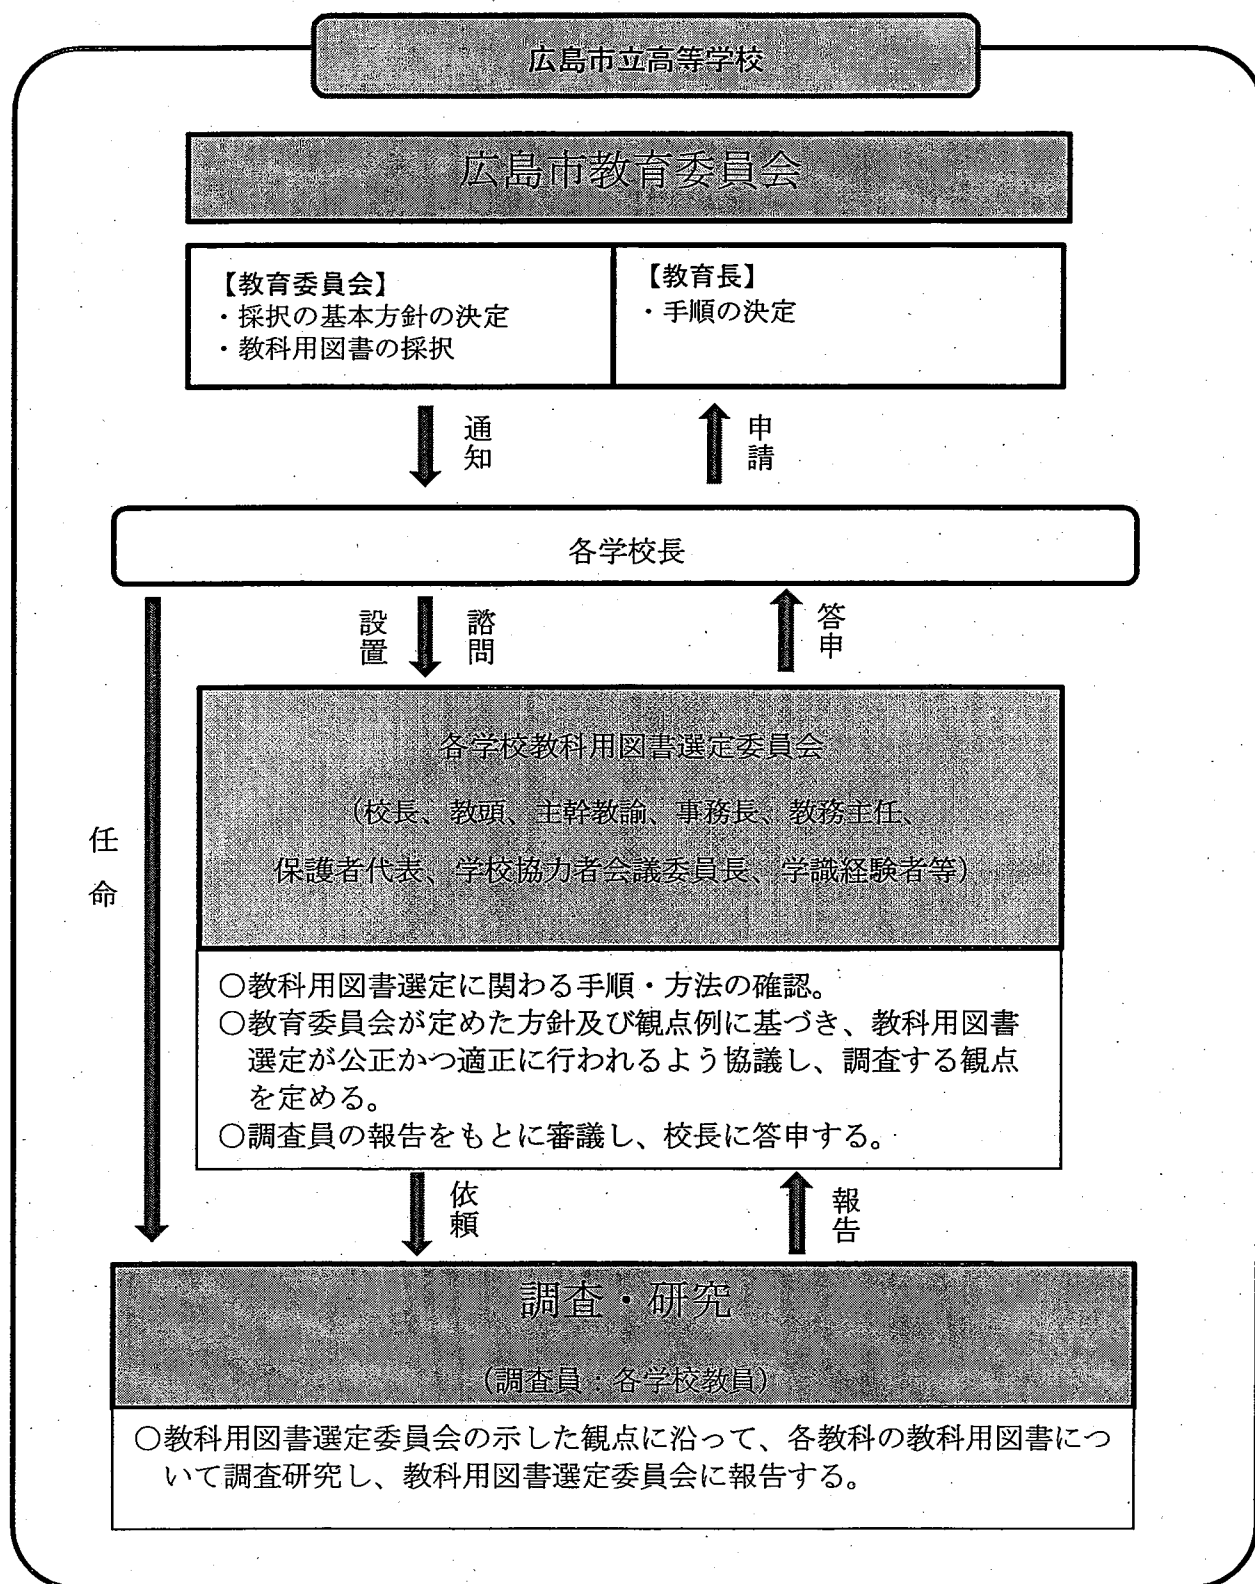 広島市立高等学校
広島市教育委員会
【教育委員会】
・採択の基本方針の決定
・教科用図書の採択
【教育長】
・手順の決定
通知
申請
各学校長
設置
諮問
答申
各学校教科用図書選定委員会
(校長、教頭、主幹教諭、事務長、教務主任、
保護者代表、学校協力者会議委員長、学識経験者等)
任命
○教科用図書選定に関わる手順・方法の確認。
○教育委員会が定めた方針及び観点例に基づき、教科用図書
選定が公正かつ適正に行われるよう協議し、調査する観点
を定める。
○調査員の報告をもとに審議し、校長に答申する。
依頼
報告
調査・研究
(調査員：各学校教員)
○教科用図書選定委員会の示した観点に沿って、各教科の教科用図書につ
いて調査研究し、教科用図書選定委員会に報告する。